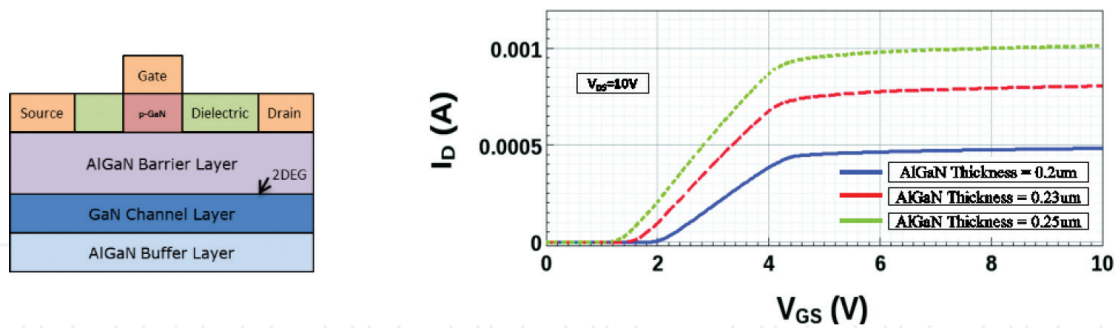 Gate
Source
p-GaN
Dielectric
Drain
AlGaN Barrier Layer
2DEG
GaN Channel Layer
AlGaN Buffer Layer
0.001
0.0005
0
I_D (A)
V_DS=10V
AlGaN Thickness = 0.2um
AlGaN Thickness = 0.23um
AlGaN Thickness = 0.25um
0 2 4 6 8 10
V_GS (V)